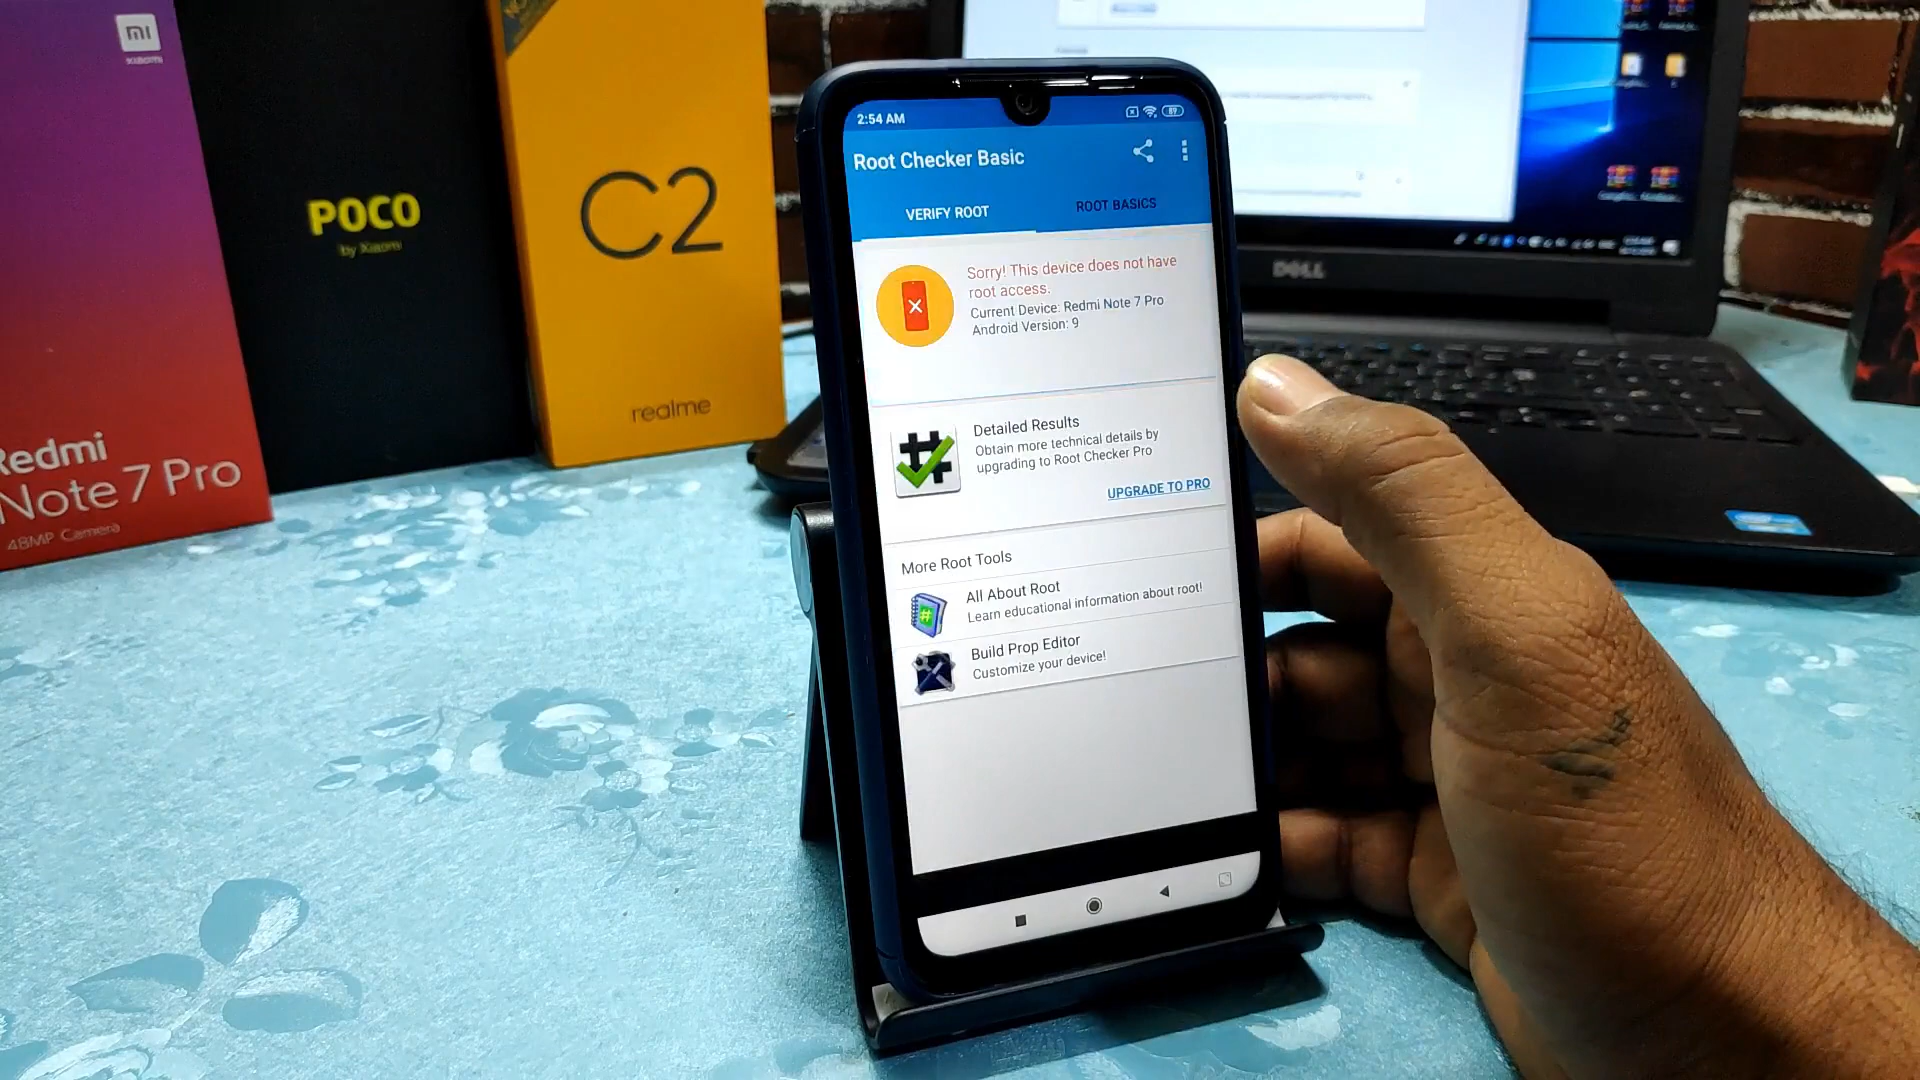 mi
xiaomi
Redmi
Note 7 Pro
48MP Camera
POCO
by Xiaomi
C2
realme
DELL
2:54 AM
89
Root Checker Basic
VERIFY ROOT
ROOT BASICS
Sorry! This device does not have
root access.
Current Device: Redmi Note 7 Pro
Android Version: 9
Detailed Results
Obtain more technical details by
upgrading to Root Checker Pro
UPGRADE TO PRO
More Root Tools
All About Root
Learn educational information about root!
Build Prop Editor
Customize your device!